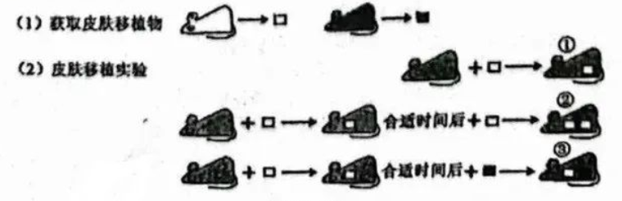 (1) 获取皮肤移植物
(2) 皮肤移植实验
①
②
合适时间后
③
合适时间后